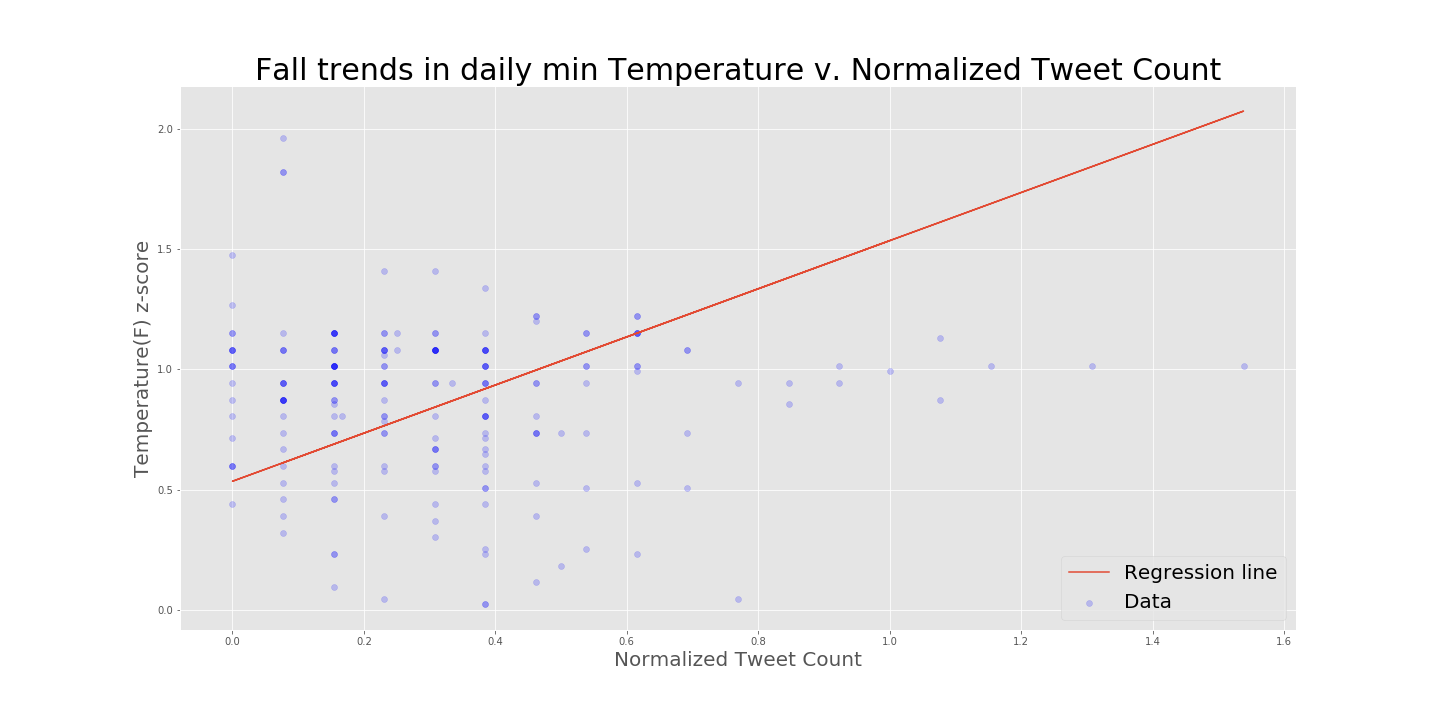 Fall trends in daily min Temperature v. Normalized Tweet Count
Temperature(F) z-score
2.0
1.5
1.0
0.5
0.0
Regression line
Data
0.0 0.2 0.4 0.6 0.8 1.0 1.2 1.4 1.6
Normalized Tweet Count